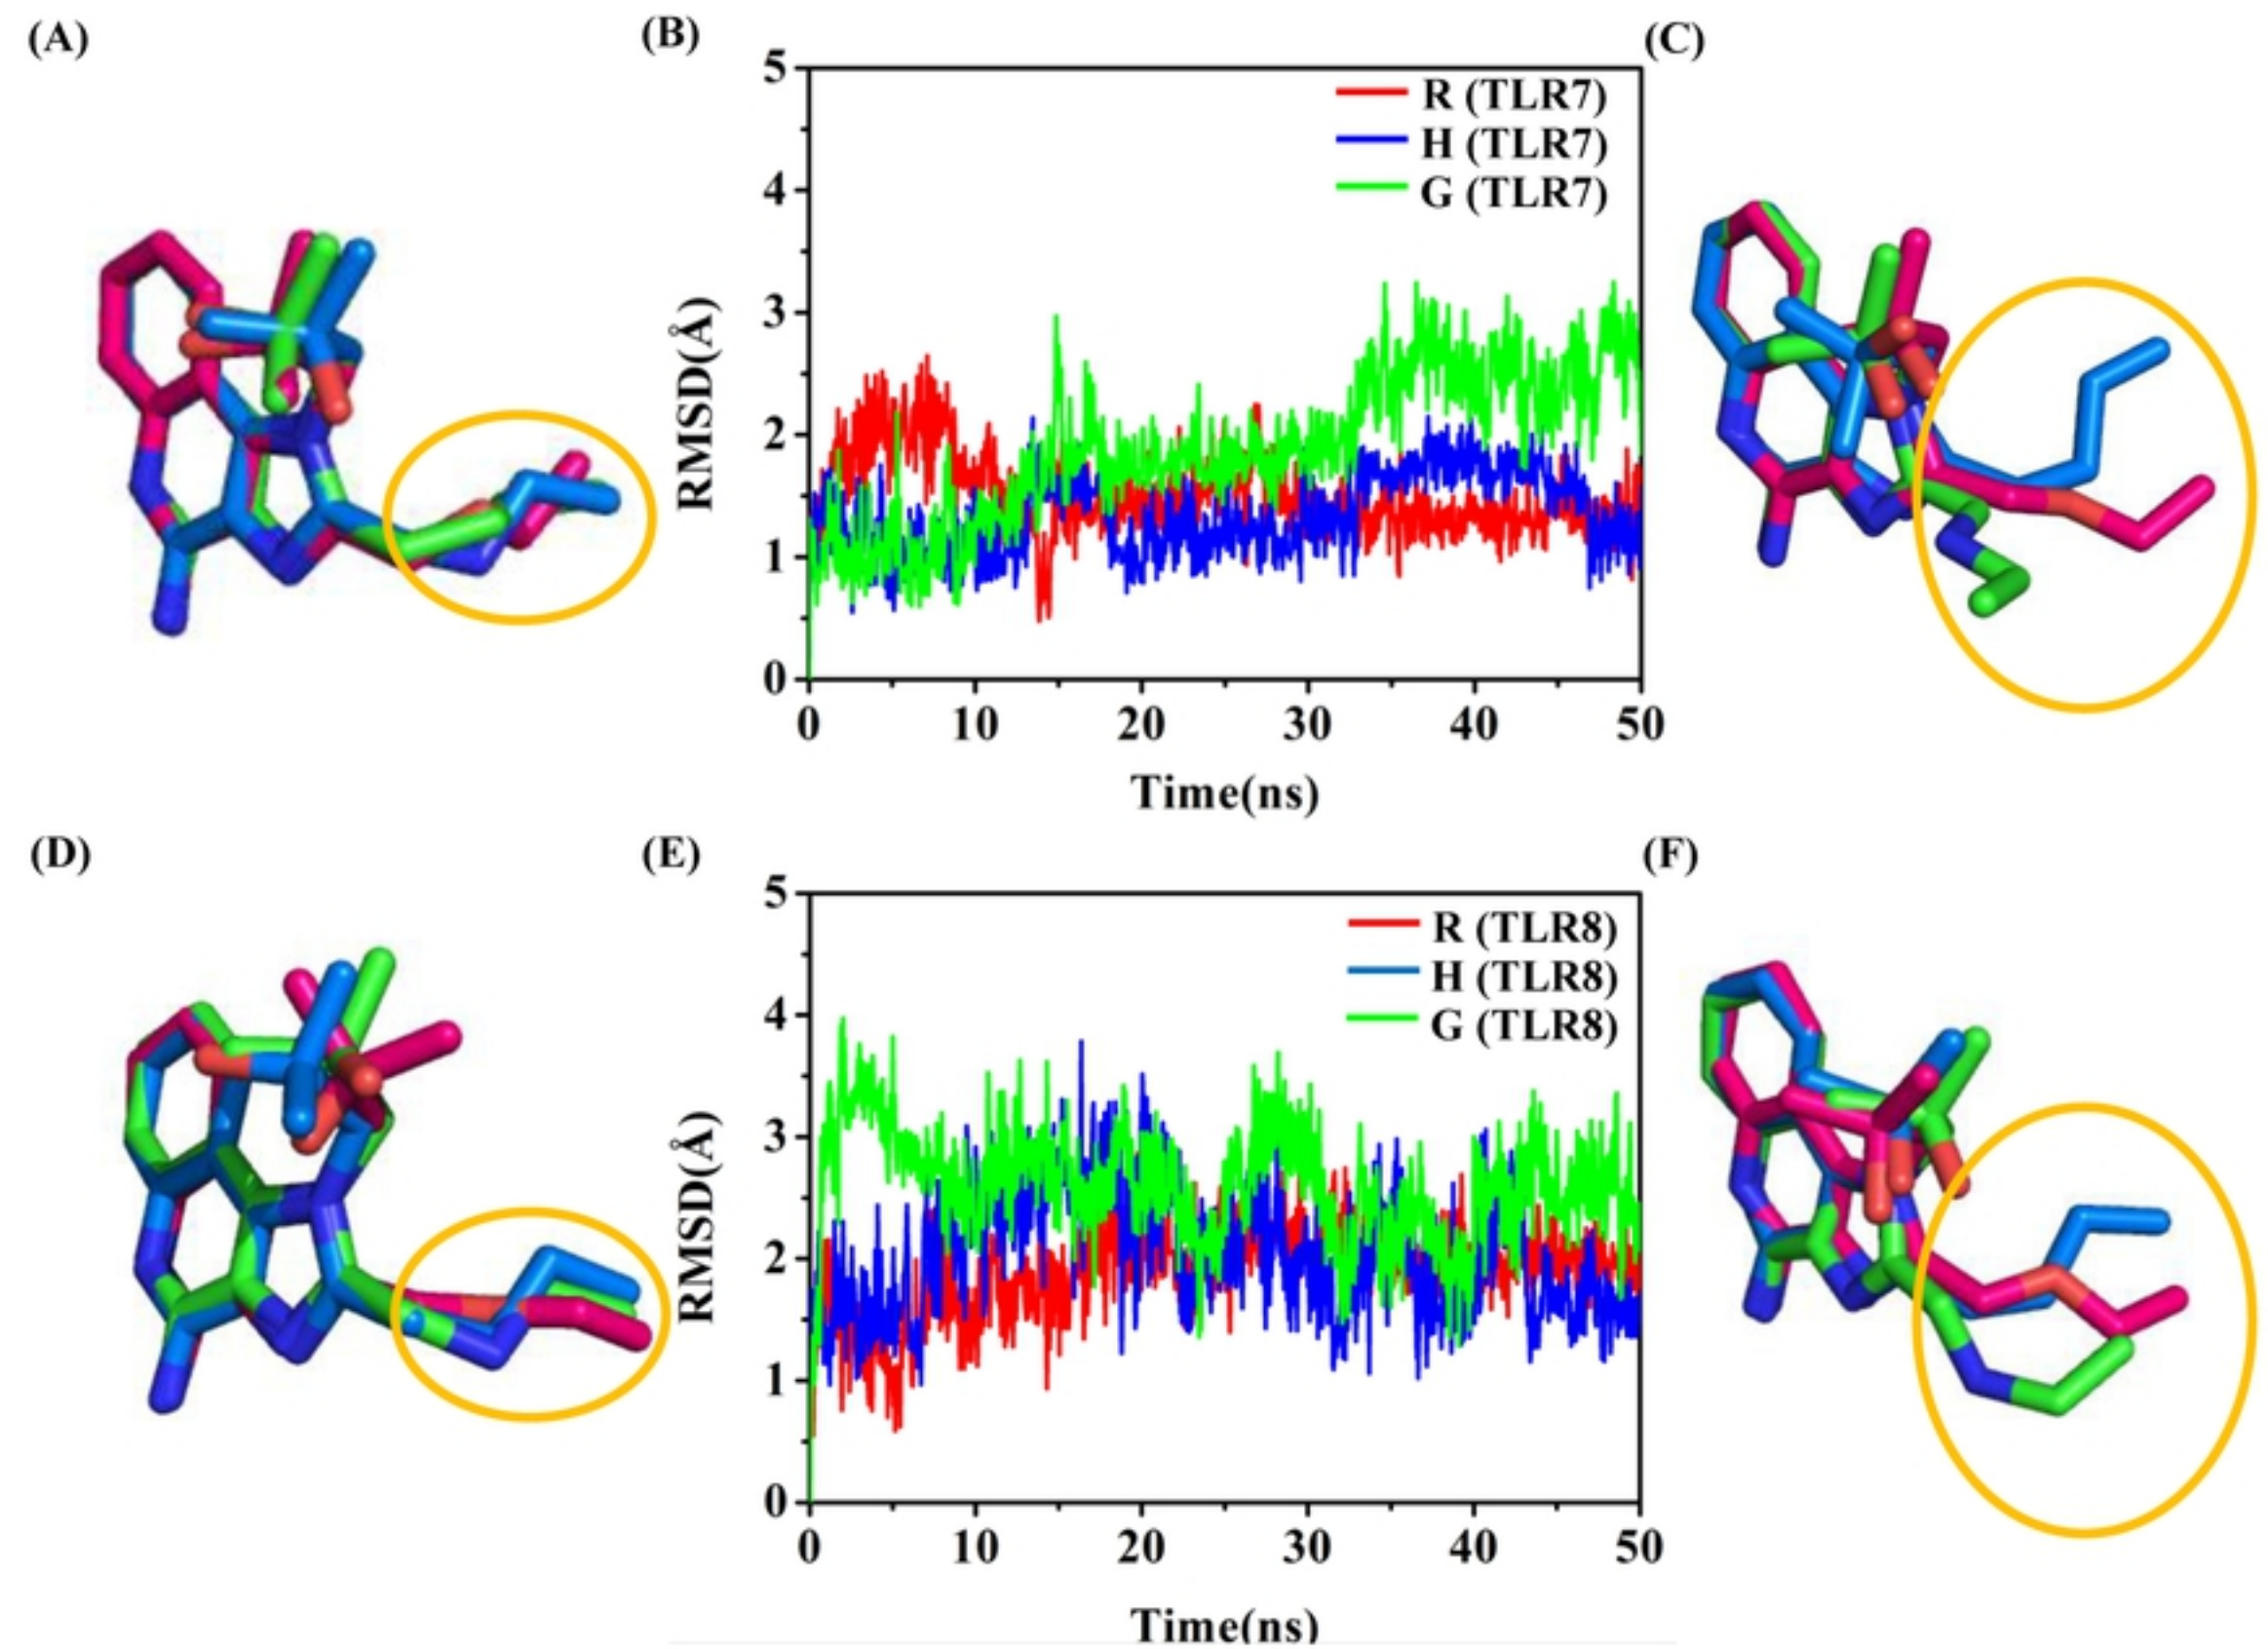 (A)
(B)
(C)
5
4
3
2
1
0
RMSD(Å)
R (TLR7)
H (TLR7)
G (TLR7)
0 10 20 30 40 50
Time(ns)
(D)
(E)
(F)
5
4
3
2
1
0
RMSD(Å)
R (TLR8)
H (TLR8)
G (TLR8)
0 10 20 30 40 50
Time(ns)